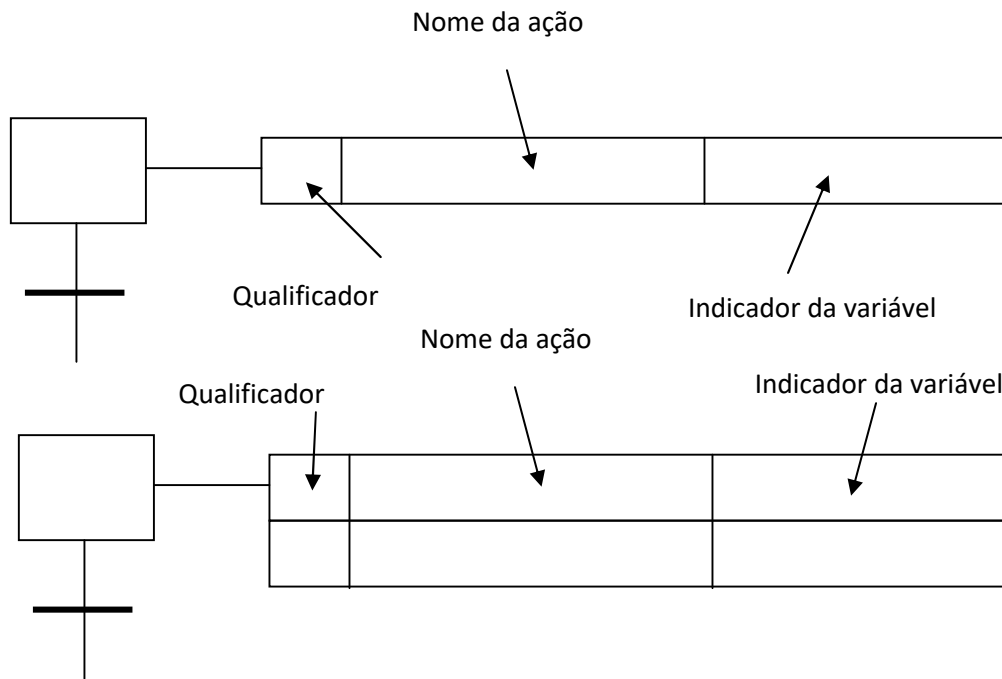 Nome da ação
Qualificador
Indicador da variável
Nome da ação
Qualificador
Indicador da variável